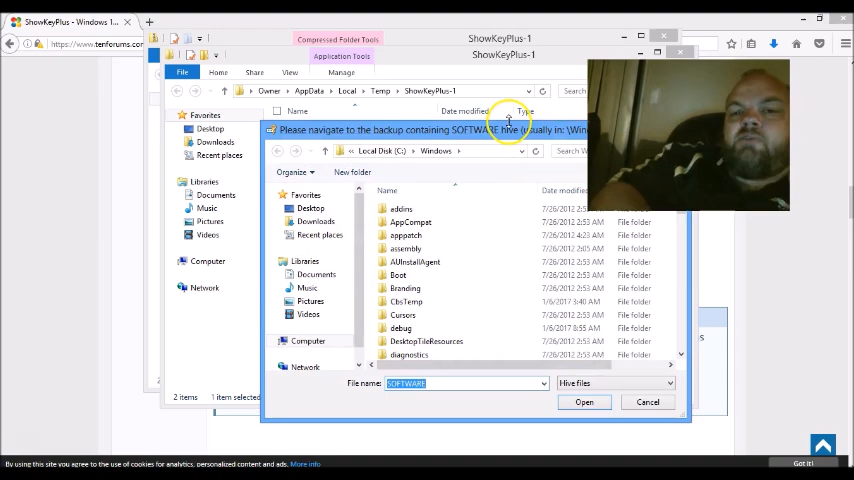 ShowKeyPlus - Windows 1...
https://www.tenforums.com
Compressed Folder Tools
ShowKeyPlus-1
Application Tools
ShowKeyPlus-1
File
Home
Share
View
Manage
Owner
AppData
Local
Temp
ShowKeyPlus-1
Search
Favorites
Desktop
Downloads
Recent places
Libraries
Documents
Music
Pictures
Videos
Computer
Network
Name
Date modified
Type
2 items
1 item selected
Please navigate to the backup containing SOFTWARE hive (usually in: \Win
« Local Disk (C:)
Windows
Search W
Organize
New folder
Favorites
Desktop
Downloads
Recent places
Libraries
Documents
Music
Pictures
Videos
Computer
Network
Name
Date modifie
addins 7/26/2012 2:53 A
AppCompat 7/26/2012 2:53 AM File folder
apppatch 7/26/2012 4:23 AM File folder
assembly 7/26/2012 2:05 AM File folder
AUInstallAgent 7/26/2012 2:53 AM File folder
Boot 7/26/2012 2:53 AM File folder
Branding 7/26/2012 2:53 AM File folder
CbsTemp 1/6/2017 3:40 AM File folder
Cursors 7/26/2012 2:53 AM File folder
debug 1/6/2017 8:55 AM File folder
DesktopTileResources 7/26/2012 2:53 AM File folder
diagnostics 7/26/2012 2:53 AM File folder
File name:
SOFTWARE
Hive files
Open
Cancel
By using this site you agree to the use of cookies for analytics, personalized content and ads. More info
Got it!